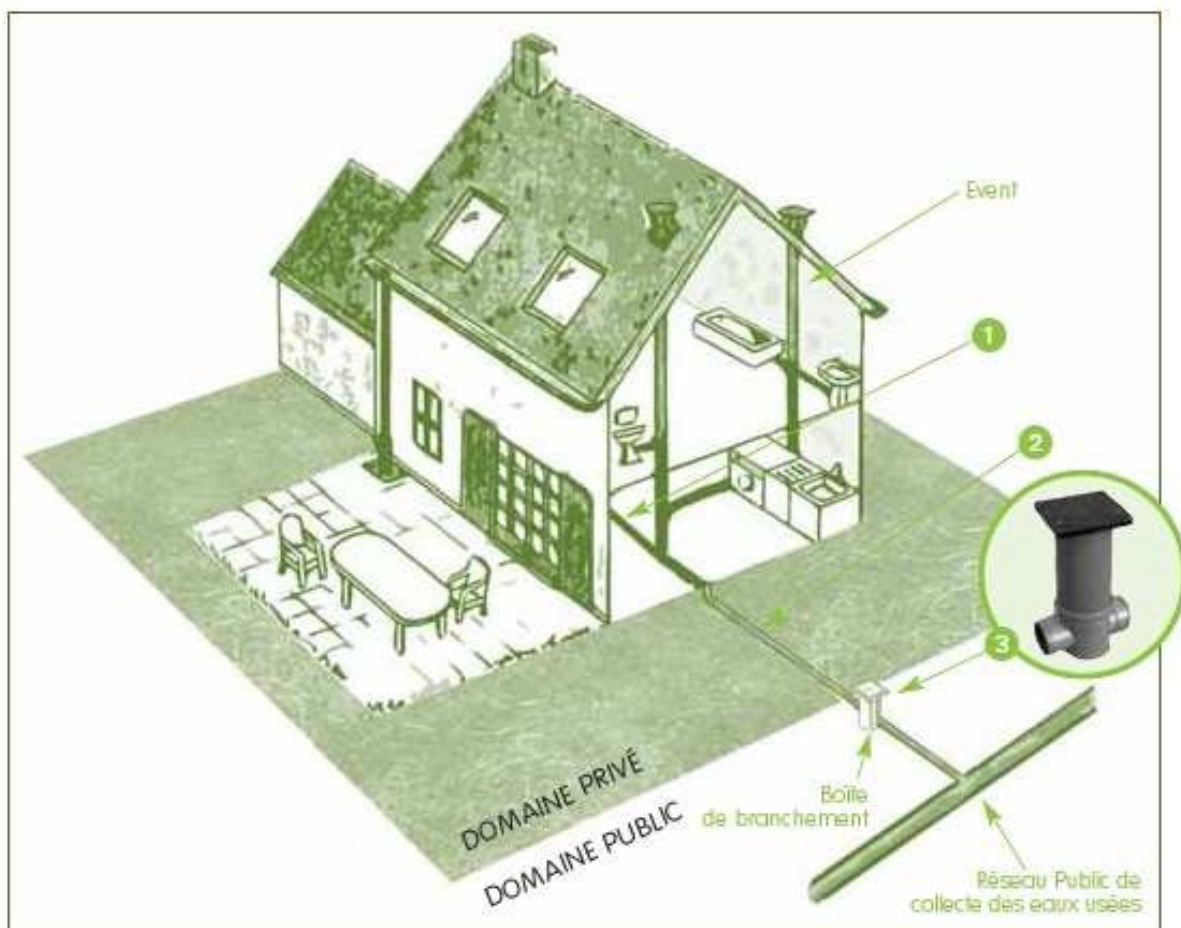 Event
1
2
3
DOMAINE PRIVÉ
DOMAINE PUBLIC
Boîte
de branchement
Réseau Public de
collecte des eaux usées